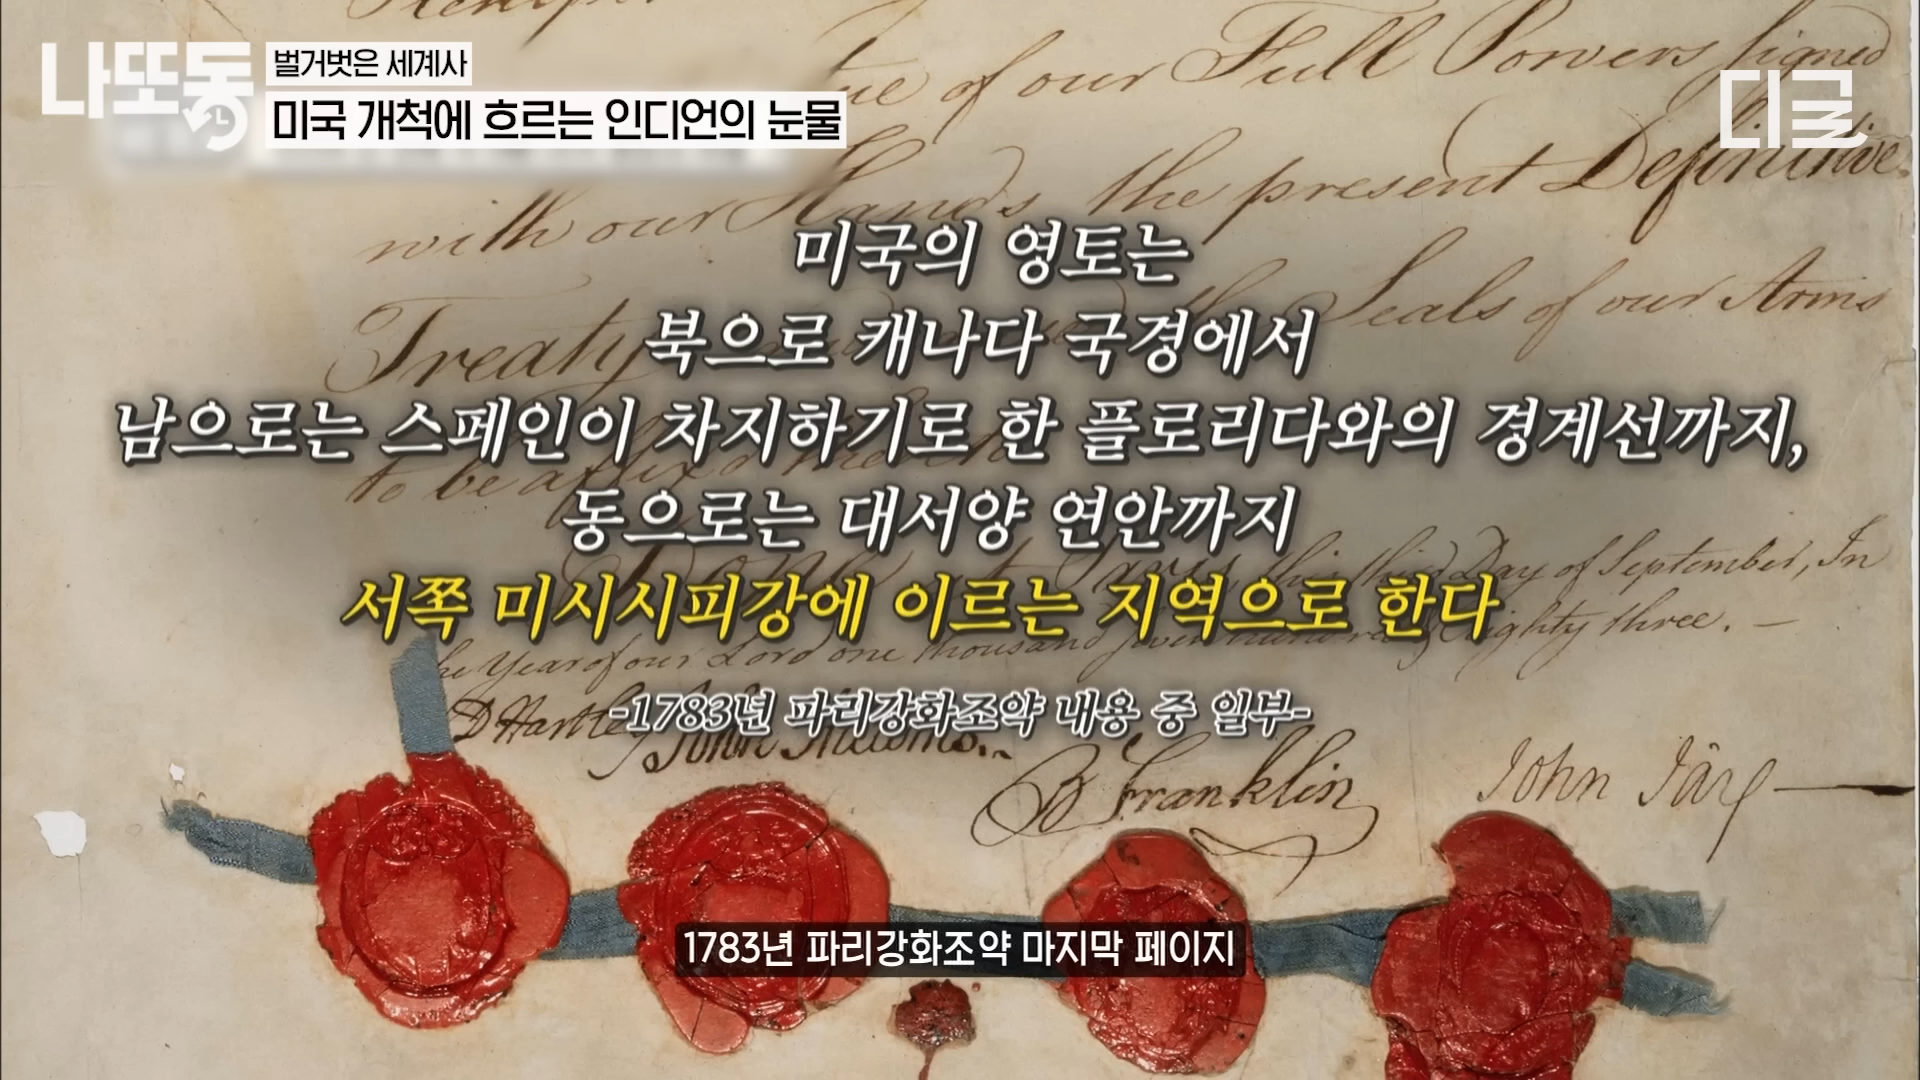 나또동
벌거벗은 세계사
미국 개척에 흐르는 인디언의 눈물
디글
of our Full Powers signed
with our Hands the present Definitive
Treaty
Seals of our Arms
to be affix'd
미국의 영토는
북으로 캐나다 국경에서
남으로는 스페인이 차지하기로 한 플로리다와의 경계선까지,
동으로는 대서양 연안까지
서쪽 미시시피강에 이르는 지역으로 한다
-1783년 파리강화조약 내용 중 일부-
Day of September, In
Year of our Lord one thousand
eighty three. —
D Hartley
John Adams.
B Franklin
John Jay
1783년 파리강화조약 마지막 페이지